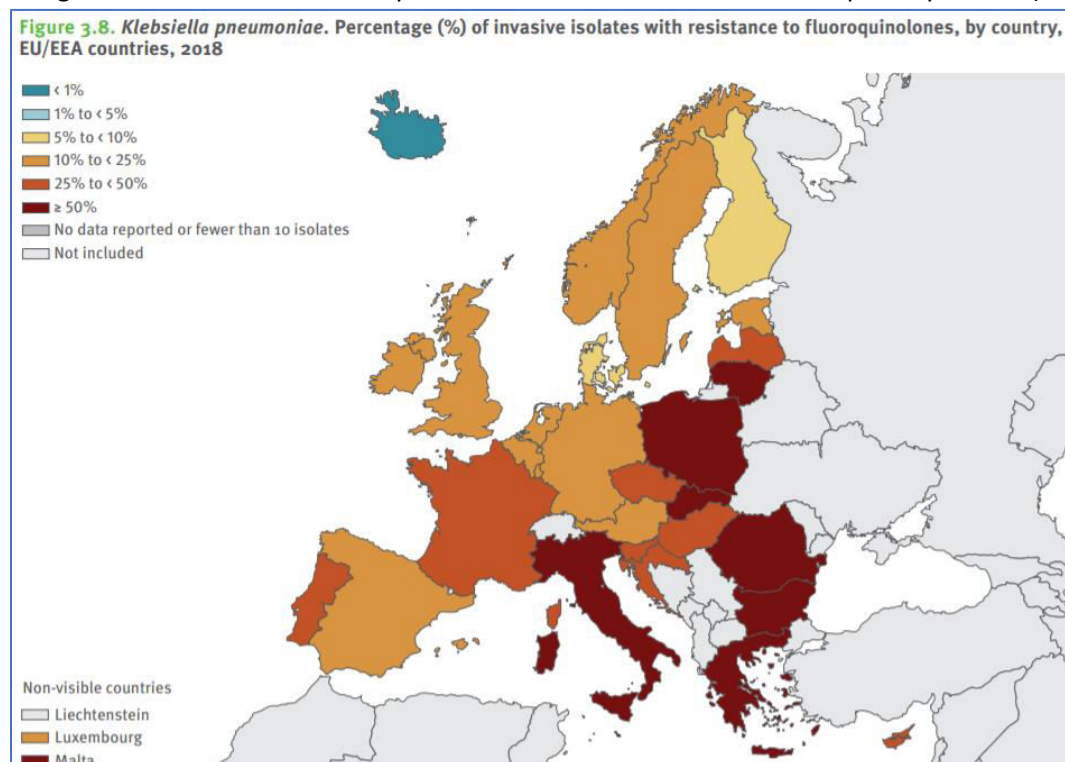 Figure 3.8. Klebsiella pneumoniae. Percentage (%) of invasive isolates with resistance to fluoroquinolones, by country,
EU/EEA countries, 2018
< 1%
1% to < 5%
5% to < 10%
10% to < 25%
25% to < 50%
≥ 50%
No data reported or fewer than 10 isolates
Not included
Non-visible countries
Liechtenstein
Luxembourg
Malta